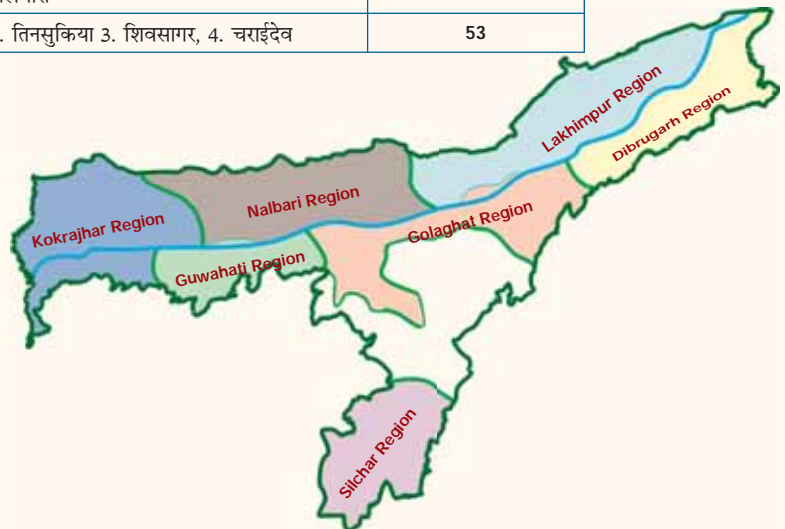 . तिनसुकिया 3. शिवसागर, 4. चराईदेव 53
Lakhimpur Region
Dibrugarh Region
Nalbari Region
Kokrajhar Region
Golaghat Region
Guwahati Region
Silchar Region